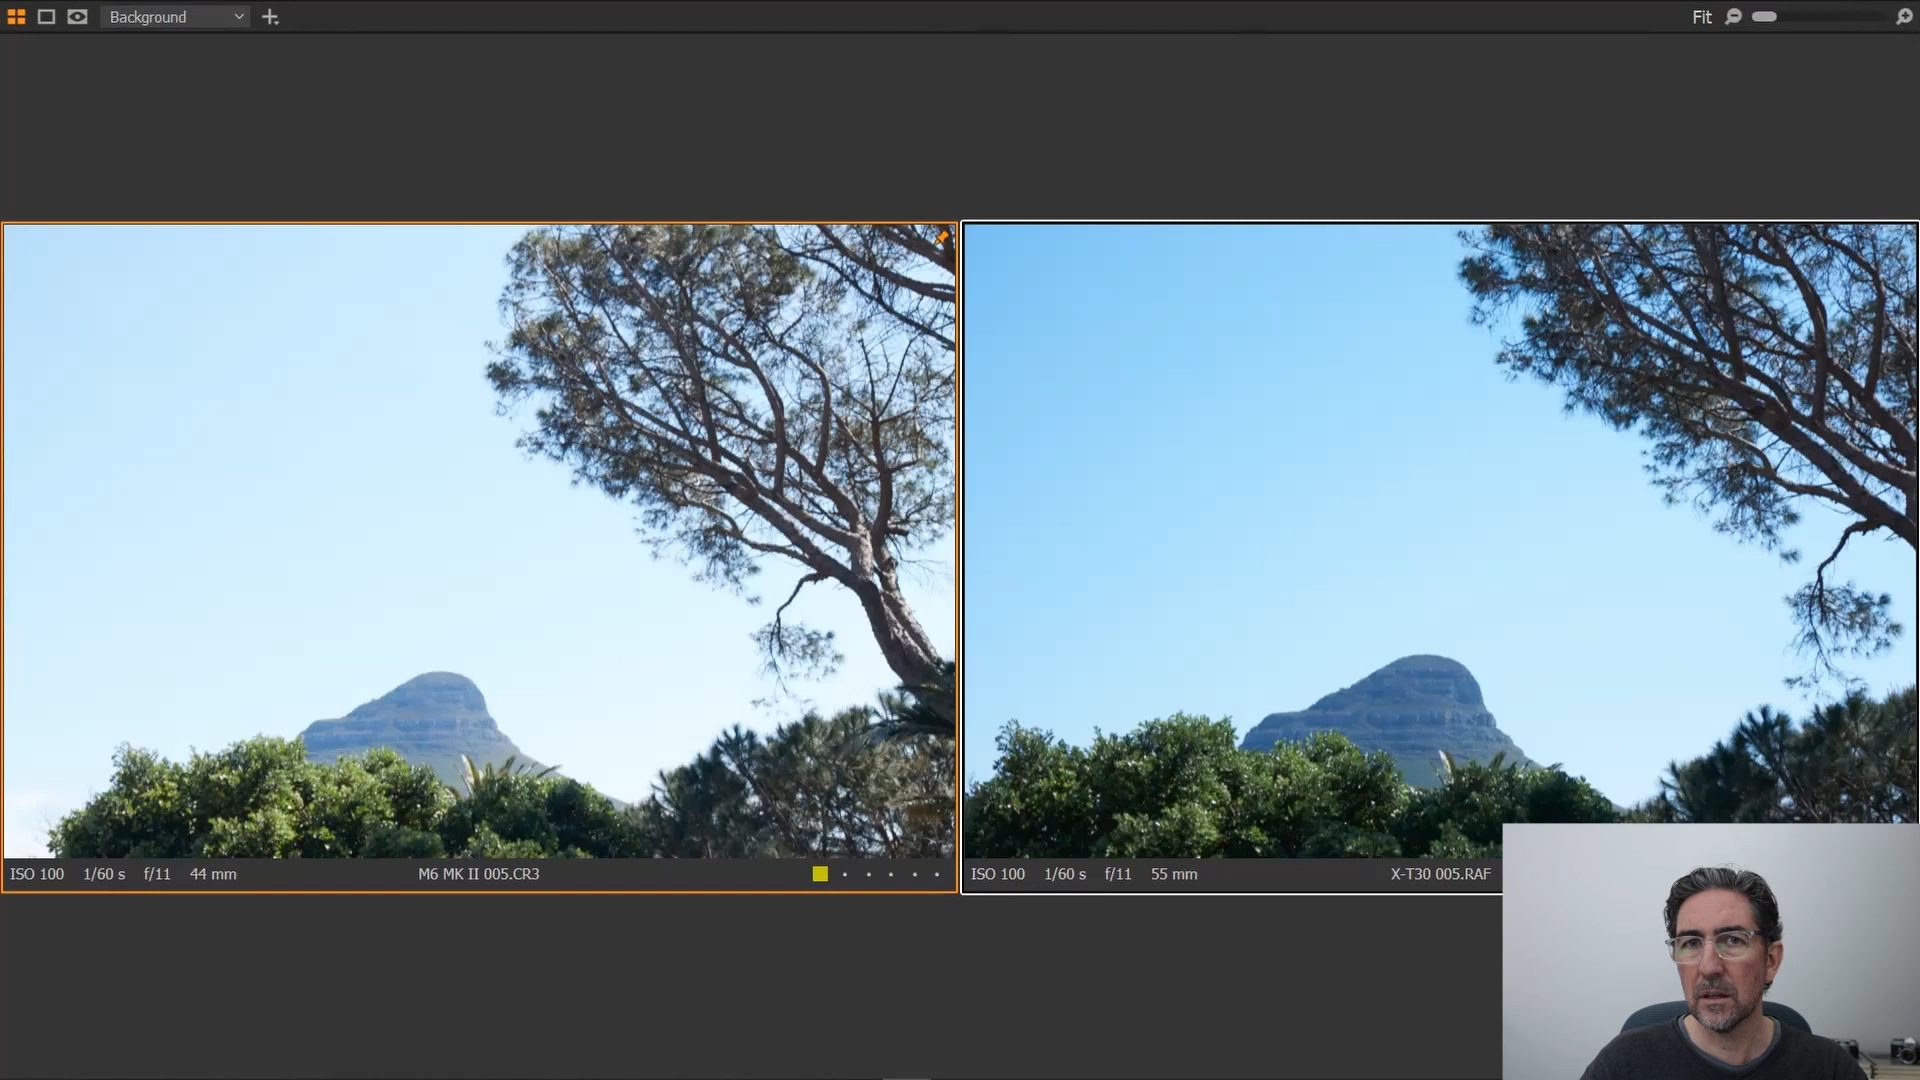 Background
Fit
ISO 100 1/60 s f/11 44 mm M6 MK II 005.CR3
ISO 100 1/60 s f/11 55 mm X-T30 005.RAF